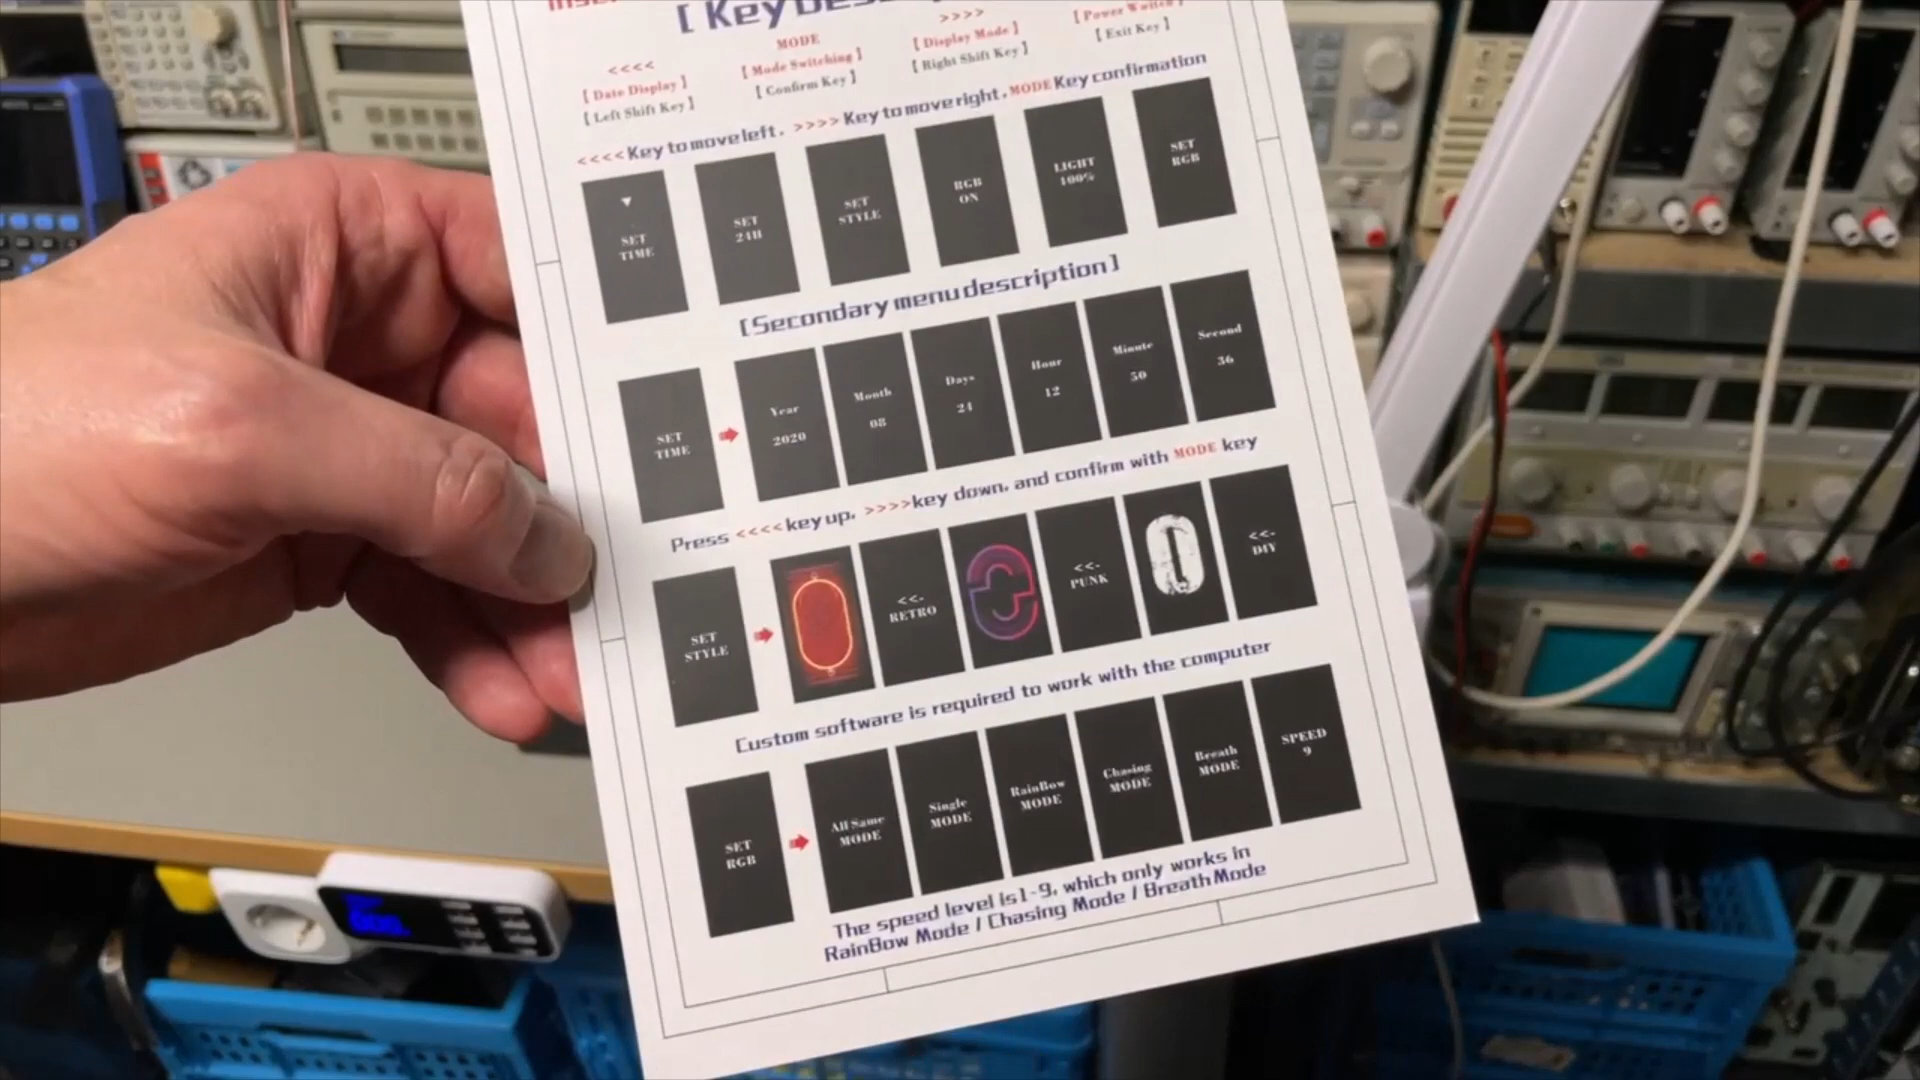 [ Key
<<<<
MODE
>>>>
[ Date Display ]
[ Mode Switching ]
[ Display Mode ]
[ Power Switch ]
[ Left Shift Key ]
[ Confirm Key ]
[ Right Shift Key ]
[ Exit Key ]
<<<< Key to move left, >>>> Key to move right, MODE Key confirmation
▼
SET
TIME
SET
24H
SET
STYLE
RGB
ON
LIGHT
100%
SET
RGB
[Secondary menu description]
SET
TIME
Year
2020
Month
08
Days
24
Hour
12
Minute
50
Second
36
Press <<<< key up, >>>> key down, and confirm with MODE key
SET
STYLE
<<-
RETRO
<<-
PUNK
<<-
DIY
Custom software is required to work with the computer
SET
RGB
All Same
MODE
Single
MODE
RainBow
MODE
Chasing
MODE
Breath
MODE
SPEED
9
The speed level is 1-9, which only works in
RainBow Mode / Chasing Mode / Breath Mode